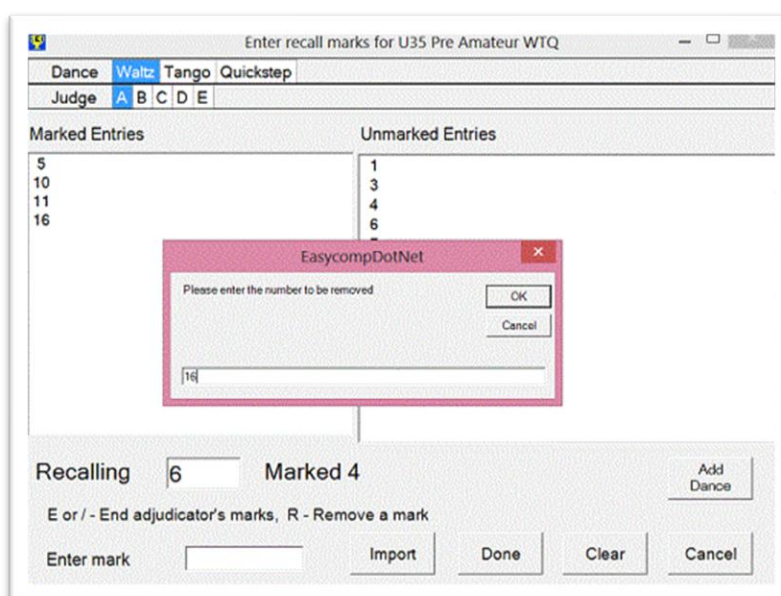 Enter recall marks for U35 Pre Amateur WTQ
Dance Waltz Tango Quickstep
Judge A B C D E
Marked Entries Unmarked Entries
5 1
10 3
11 4
16 6
EasycompDotNet
Please enter the number to be removed
OK
Cancel
16
Recalling 6 Marked 4
Add
Dance
E or / - End adjudicator's marks, R - Remove a mark
Enter mark Import Done Clear Cancel